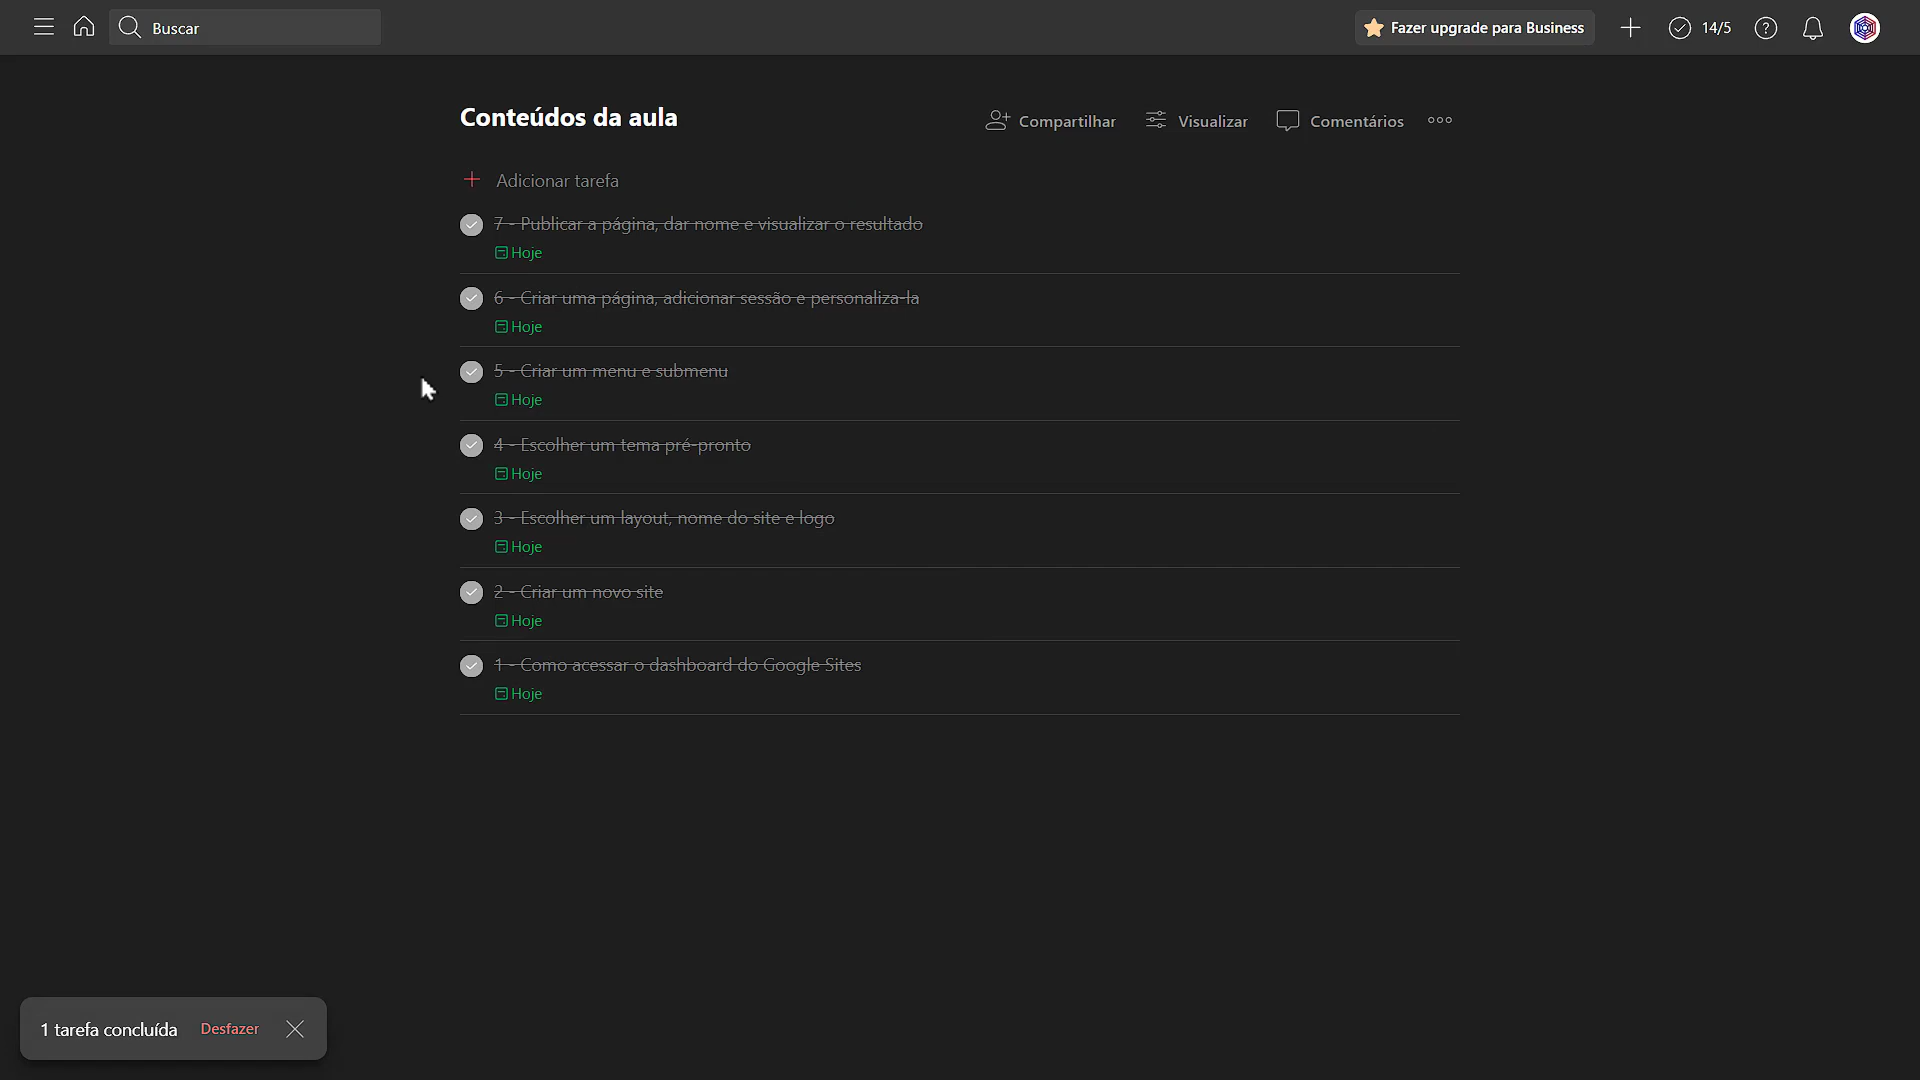 Buscar
Fazer upgrade para Business
14/5
Conteúdos da aula
Compartilhar
Visualizar
Comentários
Adicionar tarefa
7 - Publicar a página, dar nome e visualizar o resultado
Hoje
6 - Criar uma página, adicionar sessão e personaliza-la
Hoje
5 - Criar um menu e submenu
Hoje
4 - Escolher um tema pré-pronto
Hoje
3 - Escolher um layout, nome do site e logo
Hoje
2 - Criar um novo site
Hoje
1 - Como acessar o dashboard do Google Sites
Hoje
1 tarefa concluída
Desfazer